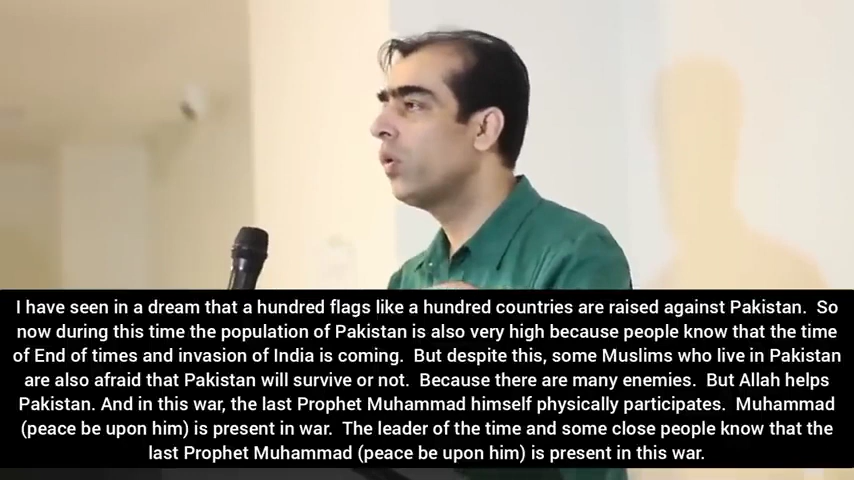 I have seen in a dream that a hundred flags like a hundred countries are raised against Pakistan. So
now during this time the population of Pakistan is also very high because people know that the time
of End of times and invasion of India is coming. But despite this, some Muslims who live in Pakistan
are also afraid that Pakistan will survive or not. Because there are many enemies. But Allah helps
Pakistan. And in this war, the last Prophet Muhammad himself physically participates. Muhammad
(peace be upon him) is present in war. The leader of the time and some close people know that the
last Prophet Muhammad (peace be upon him) is present in this war.